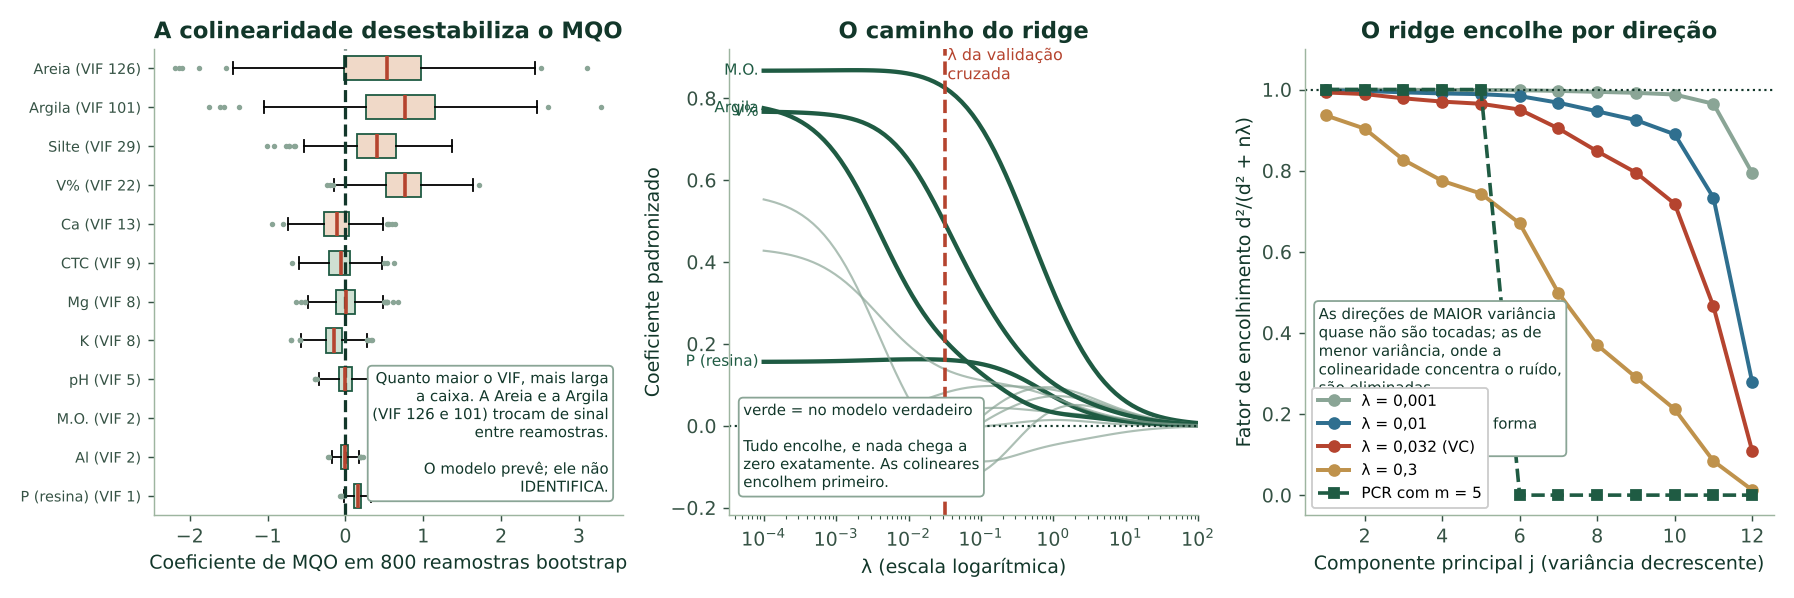 A colinearidade desestabiliza o MQO
Areia (VIF 126)
Argila (VIF 101)
Silte (VIF 29)
V% (VIF 22)
Ca (VIF 13)
CTC (VIF 9)
Mg (VIF 8)
K (VIF 8)
pH (VIF 5)
M.O. (VIF 2)
Al (VIF 2)
P (resina) (VIF 1)
Quanto maior o VIF, mais larga
a caixa. A Areia e a Argila
(VIF 126 e 101) trocam de sinal
entre reamostras.
O modelo prevê; ele não
IDENTIFICA.
−2 −1 0 1 2 3
Coeficiente de MQO em 800 reamostras bootstrap
O caminho do ridge
λ da validação
cruzada
M.O.
Argila
V%
P (resina)
Coeficiente padronizado
0.8
0.6
0.4
0.2
0.0
−0.2
verde = no modelo verdadeiro
Tudo encolhe, e nada chega a
zero exatamente. As colineares
encolhem primeiro.
10⁻⁴ 10⁻³ 10⁻² 10⁻¹ 10⁰ 10¹ 10²
λ (escala logarítmica)
O ridge encolhe por direção
Fator de encolhimento d²/(d² + nλ)
1.0
0.8
0.6
0.4
0.2
0.0
As direções de MAIOR variância
quase não são tocadas; as de
menor variância, onde a
colinearidade concentra o ruído,
são eliminadas.
forma
λ = 0,001
λ = 0,01
λ = 0,032 (VC)
λ = 0,3
PCR com m = 5
2 4 6 8 10 12
Componente principal j (variância decrescente)